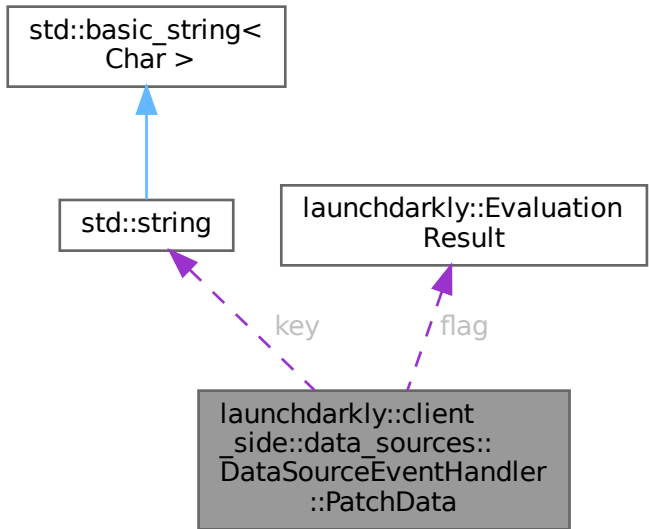 std::basic_string<
Char >
std::string
launchdarkly::Evaluation
Result
key
flag
launchdarkly::client
_side::data_sources::
DataSourceEventHandler
::PatchData